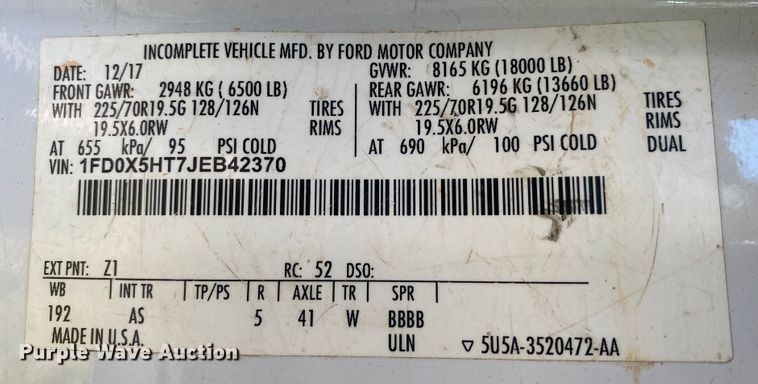 INCOMPLETE VEHICLE MFD. BY FORD MOTOR COMPANY
DATE: 12/17 GVWR: 8165 KG (18000 LB)
FRONT GAWR: 2948 KG ( 6500 LB) REAR GAWR: 6196 KG (13660 LB)
WITH 225/70R19.5G 128/126N TIRES WITH 225/70R19.5G 128/126N TIRES
19.5X6.0RW RIMS 19.5X6.0RW RIMS
AT 655 kPa/ 95 PSI COLD AT 690 kPa/ 100 PSI COLD DUAL
VIN: 1FD0X5HT7JEB42370
EXT PNT: Z1 RC: 52 DSO:
WB INT TR TP/PS R AXLE TR SPR
192 AS 5 41 W BBBB
MADE IN U.S.A. ULN ▽ 5U5A-3520472-AA
Purple Wave Auction